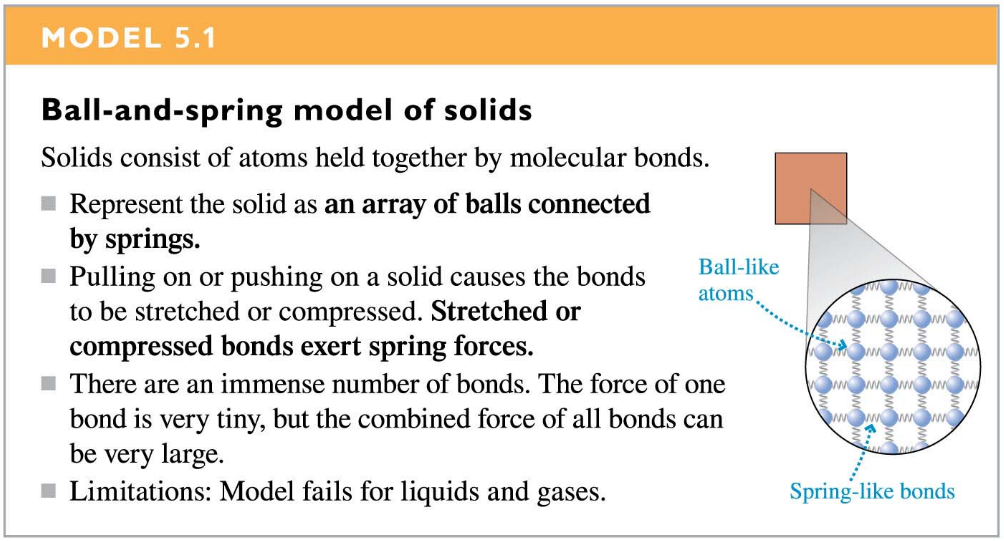 MODEL 5.1
Ball-and-spring model of solids
Solids consist of atoms held together by molecular bonds.
■ Represent the solid as an array of balls connected
by springs.
■ Pulling on or pushing on a solid causes the bonds
to be stretched or compressed. Stretched or
compressed bonds exert spring forces.
■ There are an immense number of bonds. The force of one
bond is very tiny, but the combined force of all bonds can
be very large.
■ Limitations: Model fails for liquids and gases.
Ball-like
atoms
Spring-like bonds